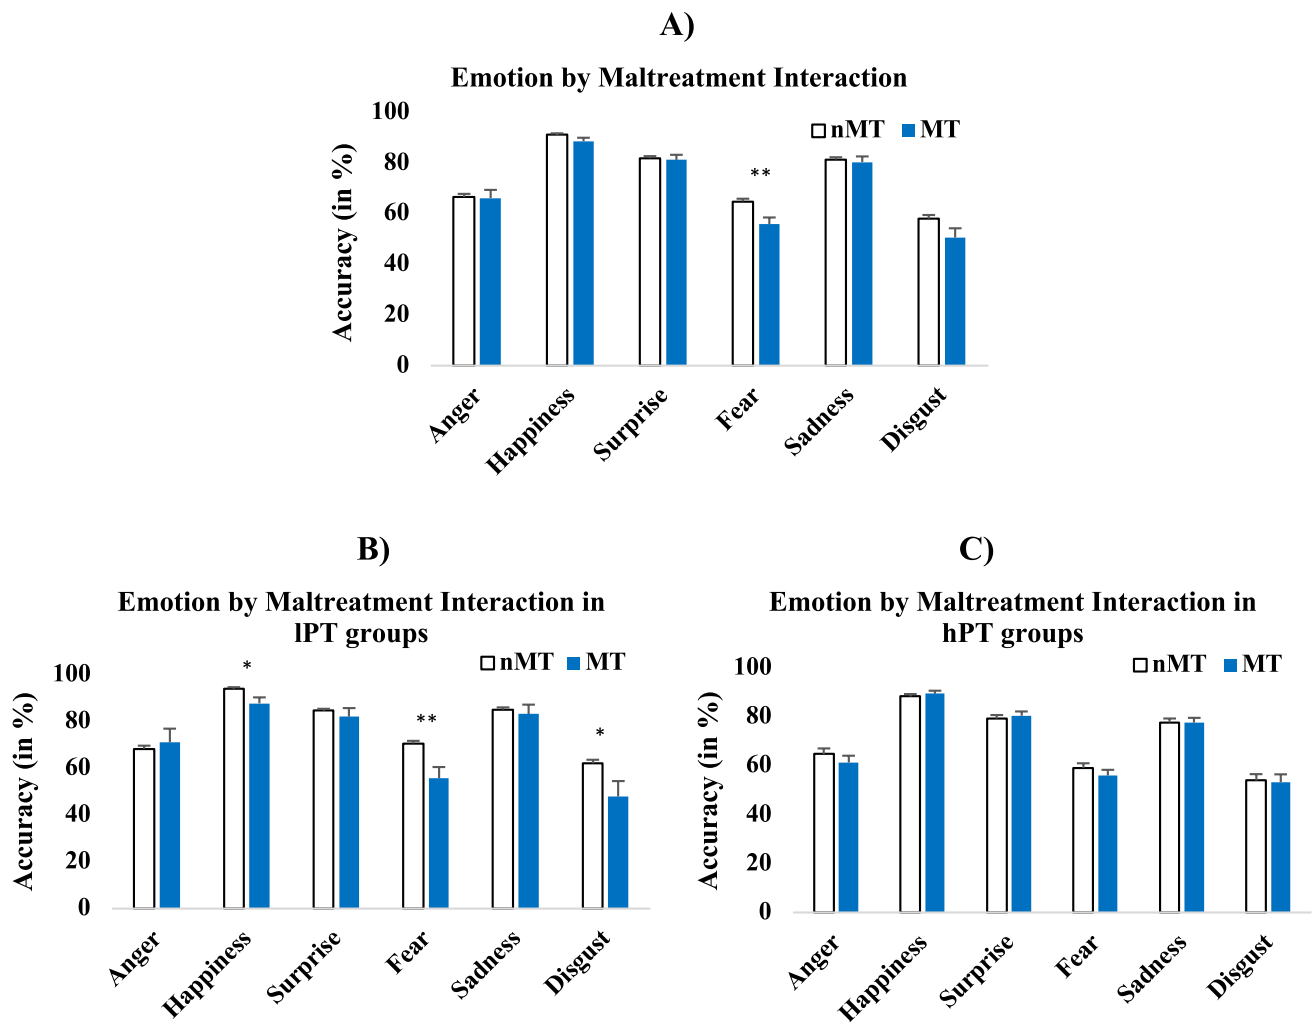 A)
Emotion by Maltreatment Interaction
nMT MT
Accuracy (in %)
100
80
60
40
20
0
**
Anger
Happiness
Surprise
Fear
Sadness
Disgust
B)
Emotion by Maltreatment Interaction in
lPT groups
nMT MT
Accuracy (in %)
100
80
60
40
20
0
*
**
*
Anger
Happiness
Surprise
Fear
Sadness
Disgust
C)
Emotion by Maltreatment Interaction in
hPT groups
nMT MT
Accuracy (in %)
100
80
60
40
20
0
Anger
Happiness
Surprise
Fear
Sadness
Disgust